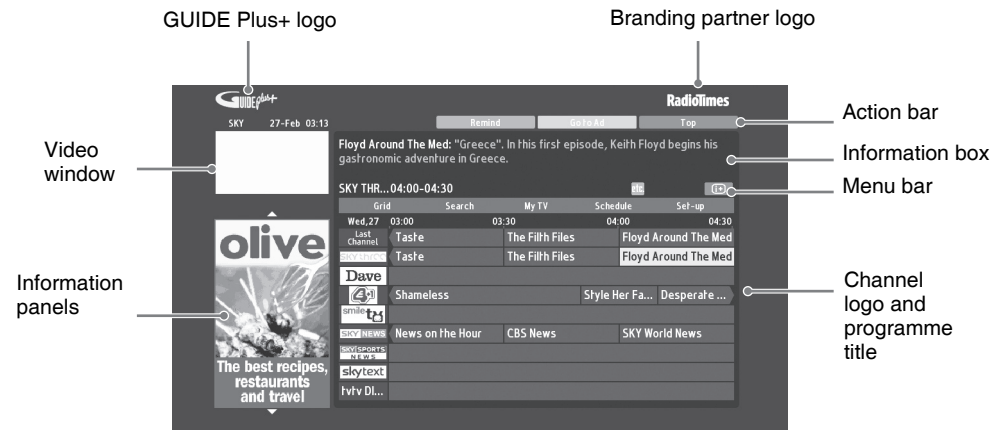 GUIDE Plus+ logo
Branding partner logo
Action bar
Information box
Menu bar
Channel
logo and
programme
title
Video
window
Information
panels
GUIDE plus+
RadioTimes
SKY 27-Feb 03:13
Remind Go to Ad Top
Floyd Around The Med: "Greece". In this first episode, Keith Floyd begins his
gastronomic adventure in Greece.
SKY THR...04:00-04:30 etc. (i+)
Grid Search My TV Schedule Set-up
Wed,27 03:00 03:30 04:00 04:30
Last
Channel Taste The Filth Files Floyd Around The Med
Taste The Filth Files Floyd Around The Med
Dave
4+1 Shameless Style Her Fa... Desperate ...
smile
SKY NEWS News on the Hour CBS News SKY World News
SKY SPORTS
NEWS
skytext
tvtv DI...
olive
The best recipes,
restaurants
and travel